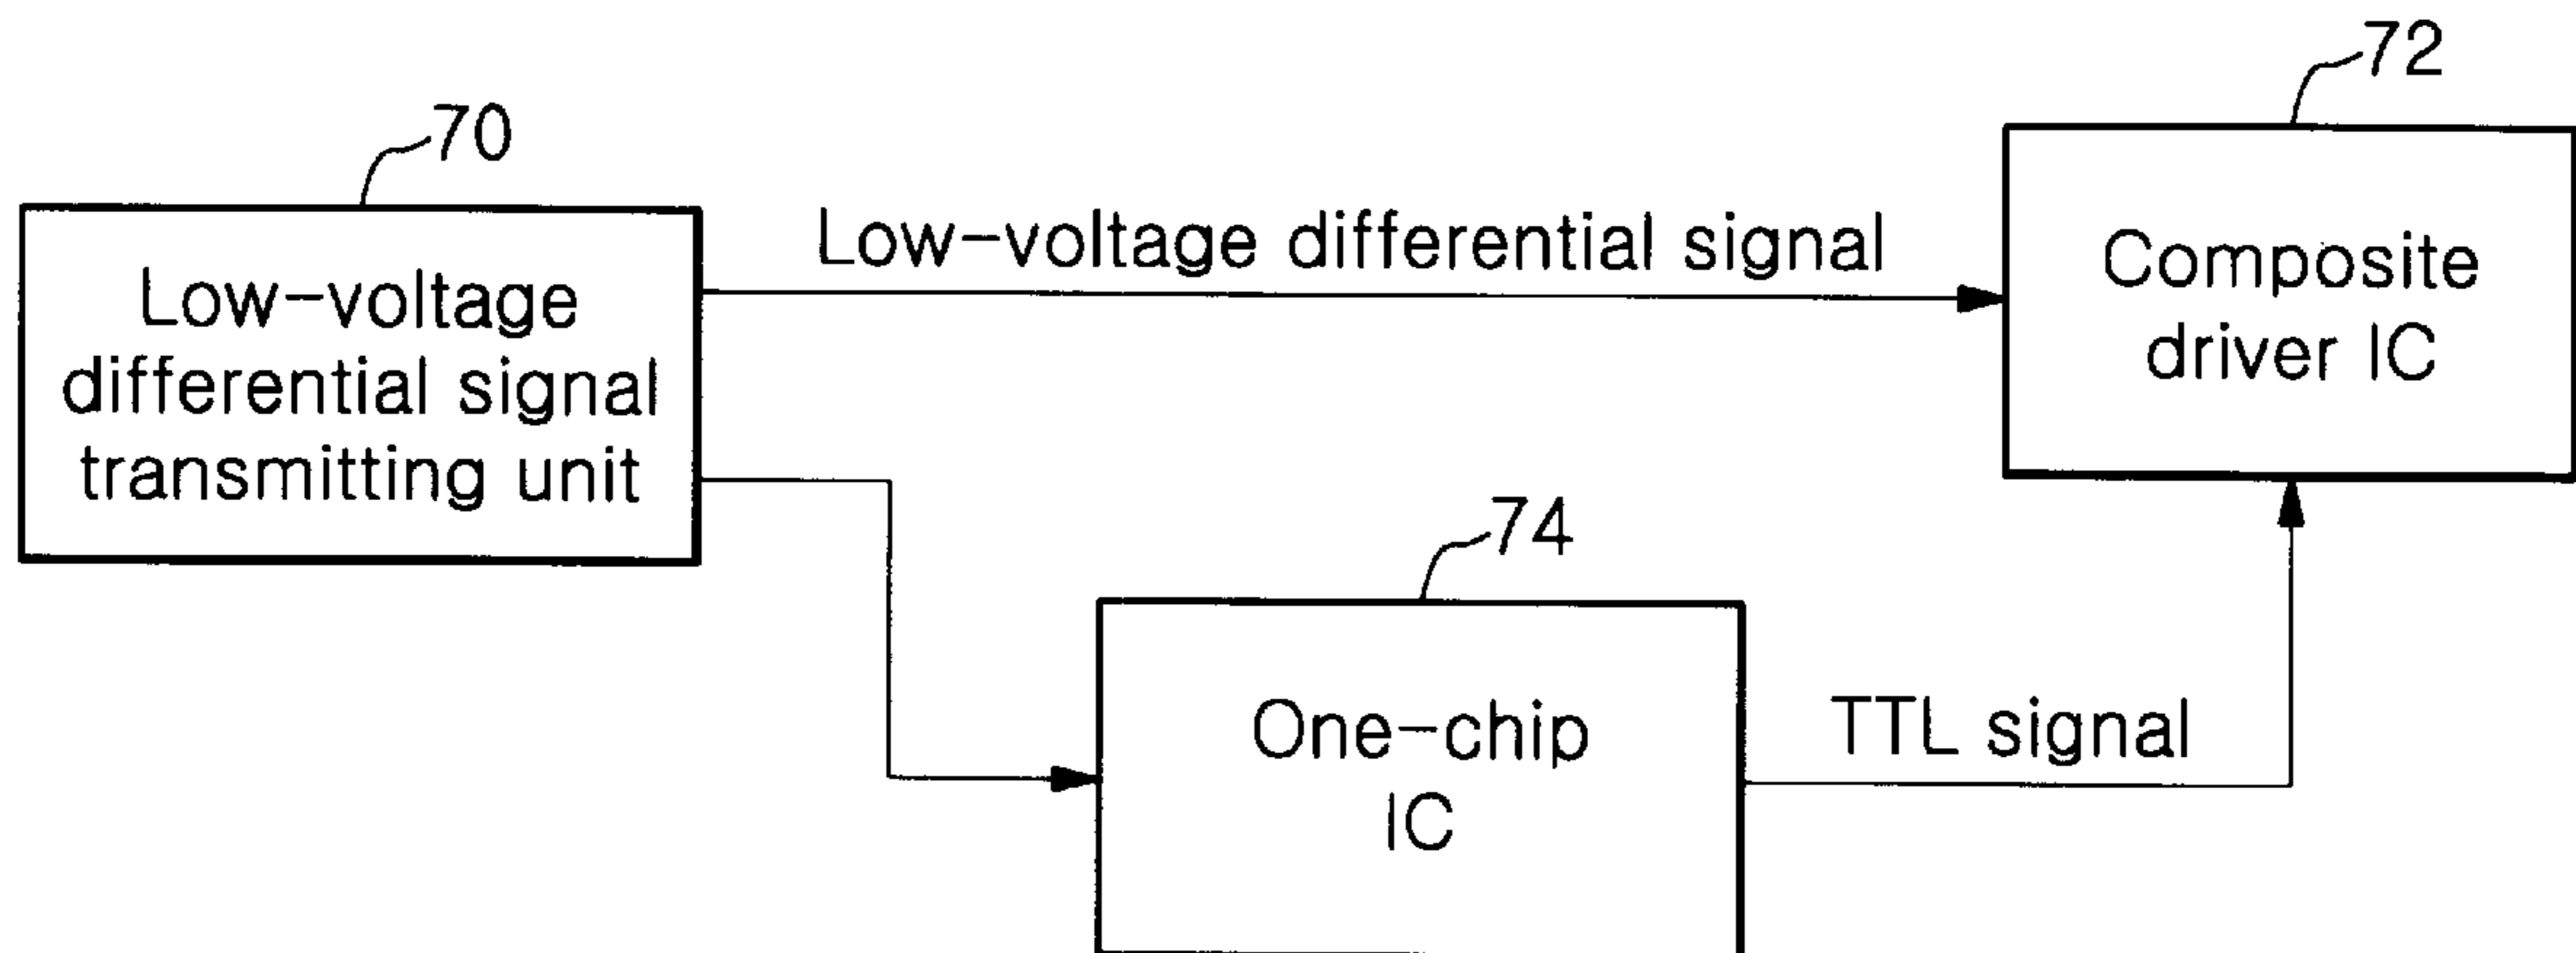 72
70
Low-voltage differential signal
Composite
driver IC
Low-voltage
differential signal
transmitting unit
74
One-chip
IC
TTL signal